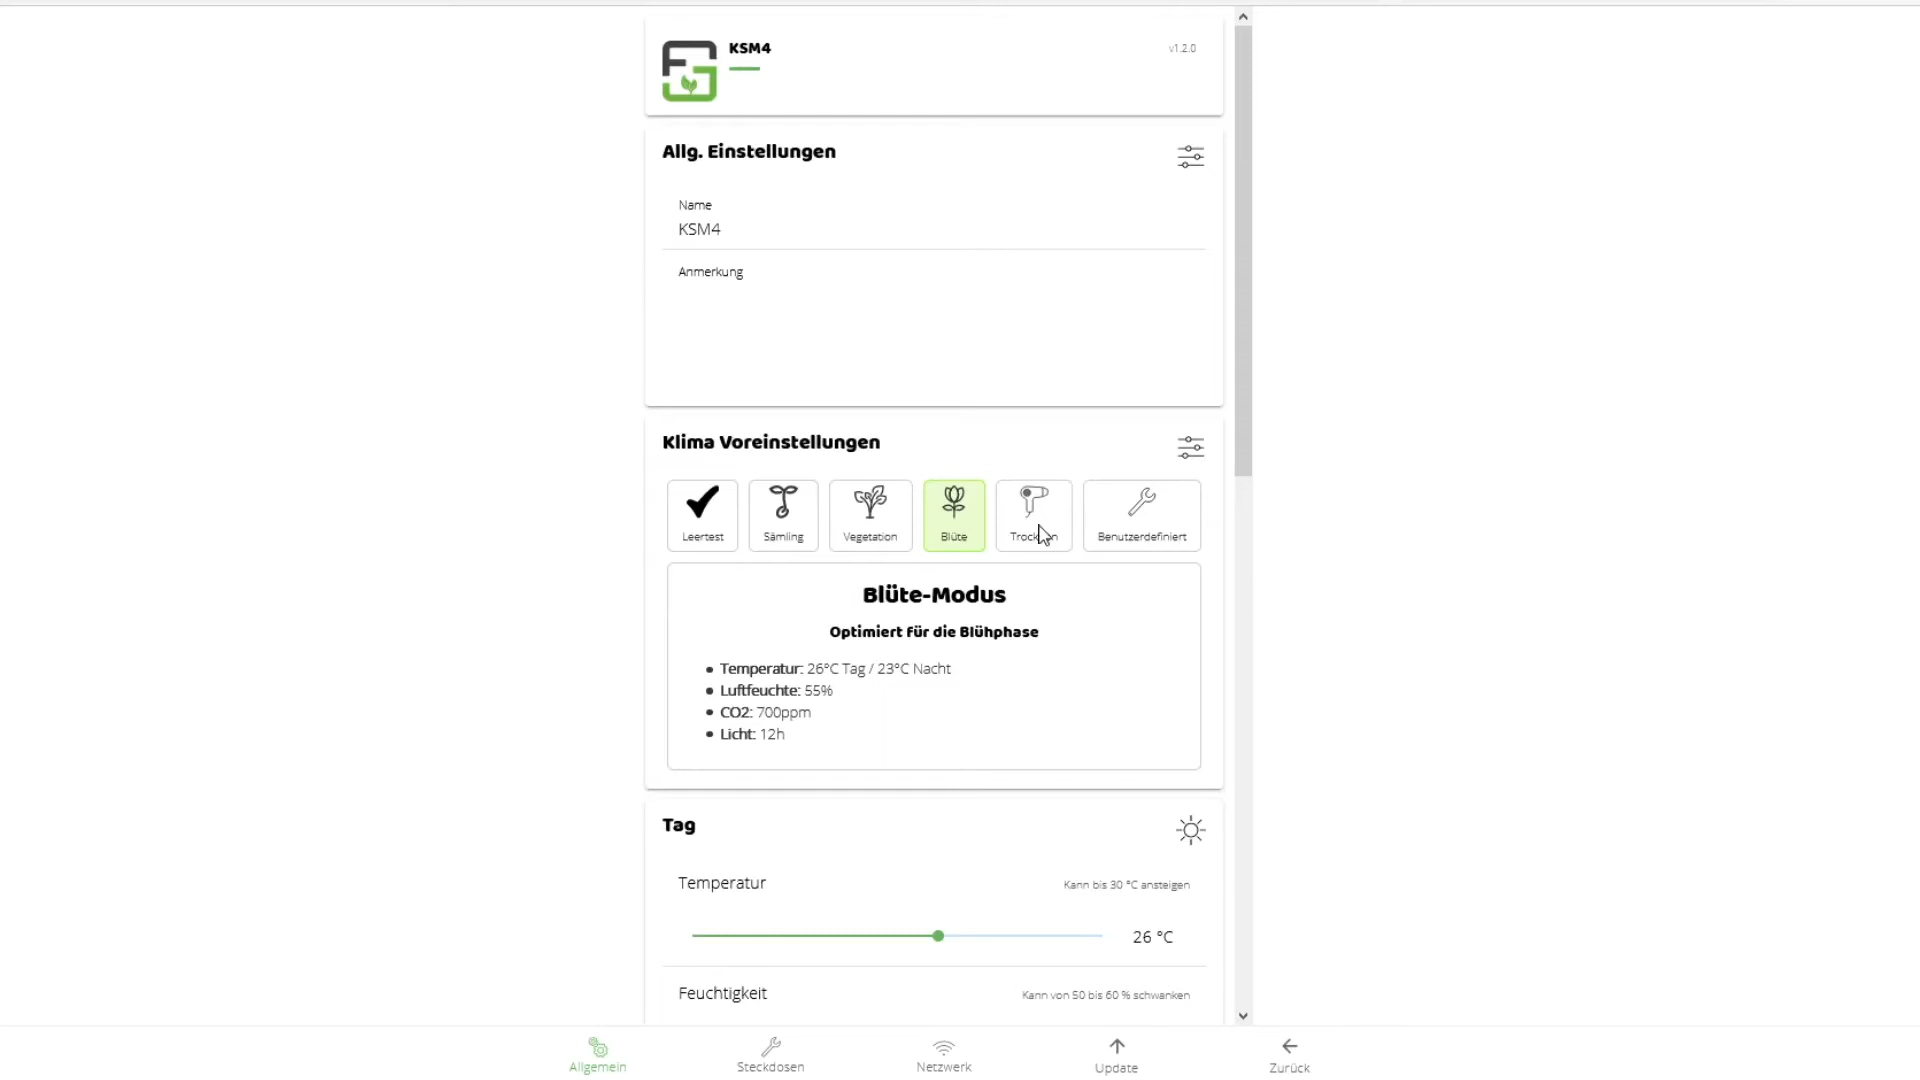 KSM4
v1.2.0
Allg. Einstellungen
Name
KSM4
Anmerkung
Klima Voreinstellungen
Leertest
Sämling
Vegetation
Blüte
Benutzerdefiniert
Blüte-Modus
Optimiert für die Blühphase
Temperatur: 26°C Tag / 23°C Nacht
Luftfeuchte: 55%
CO2: 700ppm
Licht: 12h
Tag
Temperatur
Kann bis 30 °C ansteigen
26 °C
Feuchtigkeit
Kann von 50 bis 60 % schwanken
Allgemein
Steckdosen
Netzwerk
Update
Zurück